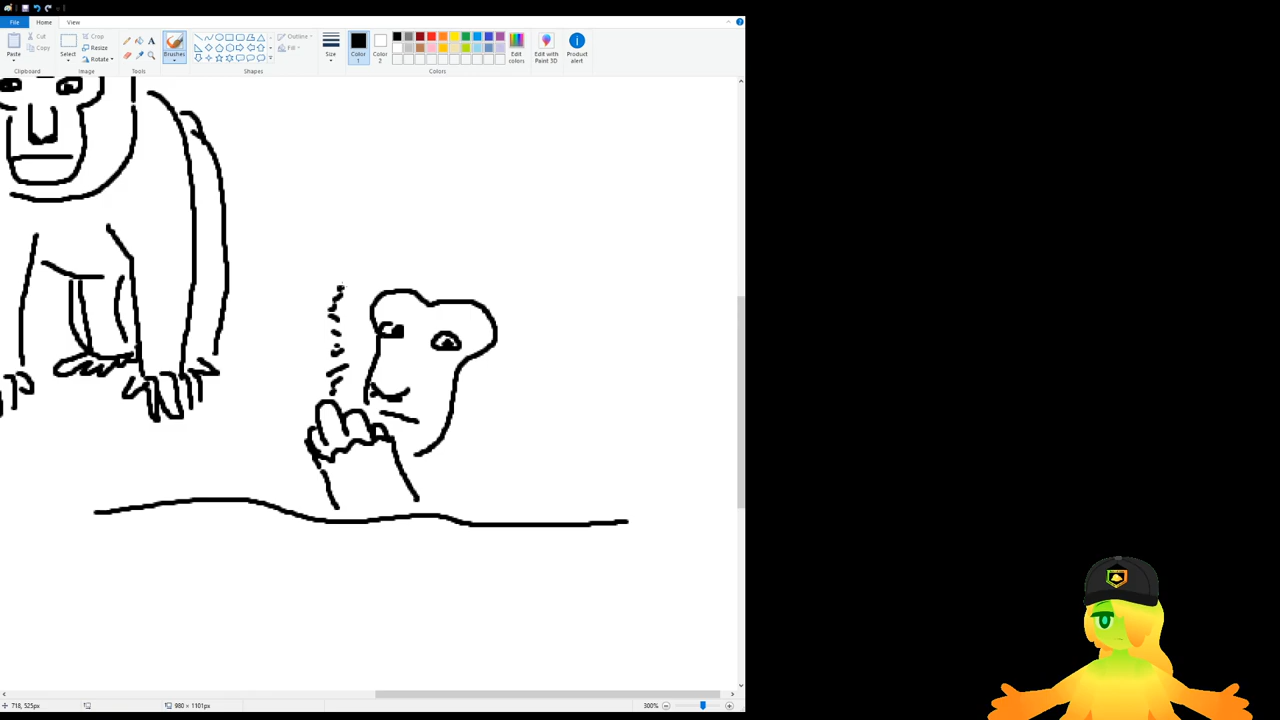 File Home View
Paste
Cut
Copy
Clipboard
Select
Crop
Resize
Rotate
Image
Tools
Brushes
Shapes
Outline
Fill
Size
Color 1
Color 2
Edit colors
Colors
Edit with Paint 3D
Product alert
718, 525px
980 × 1101px
300%